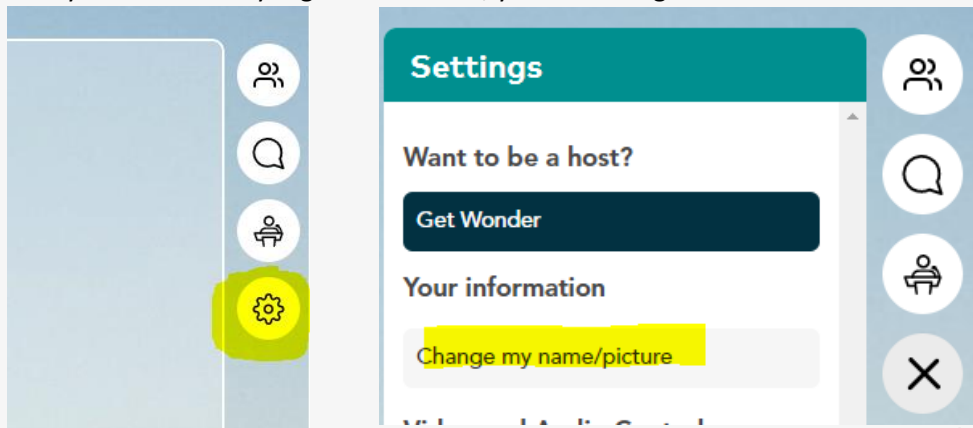 Settings
Want to be a host?
Get Wonder
Your information
Change my name/picture